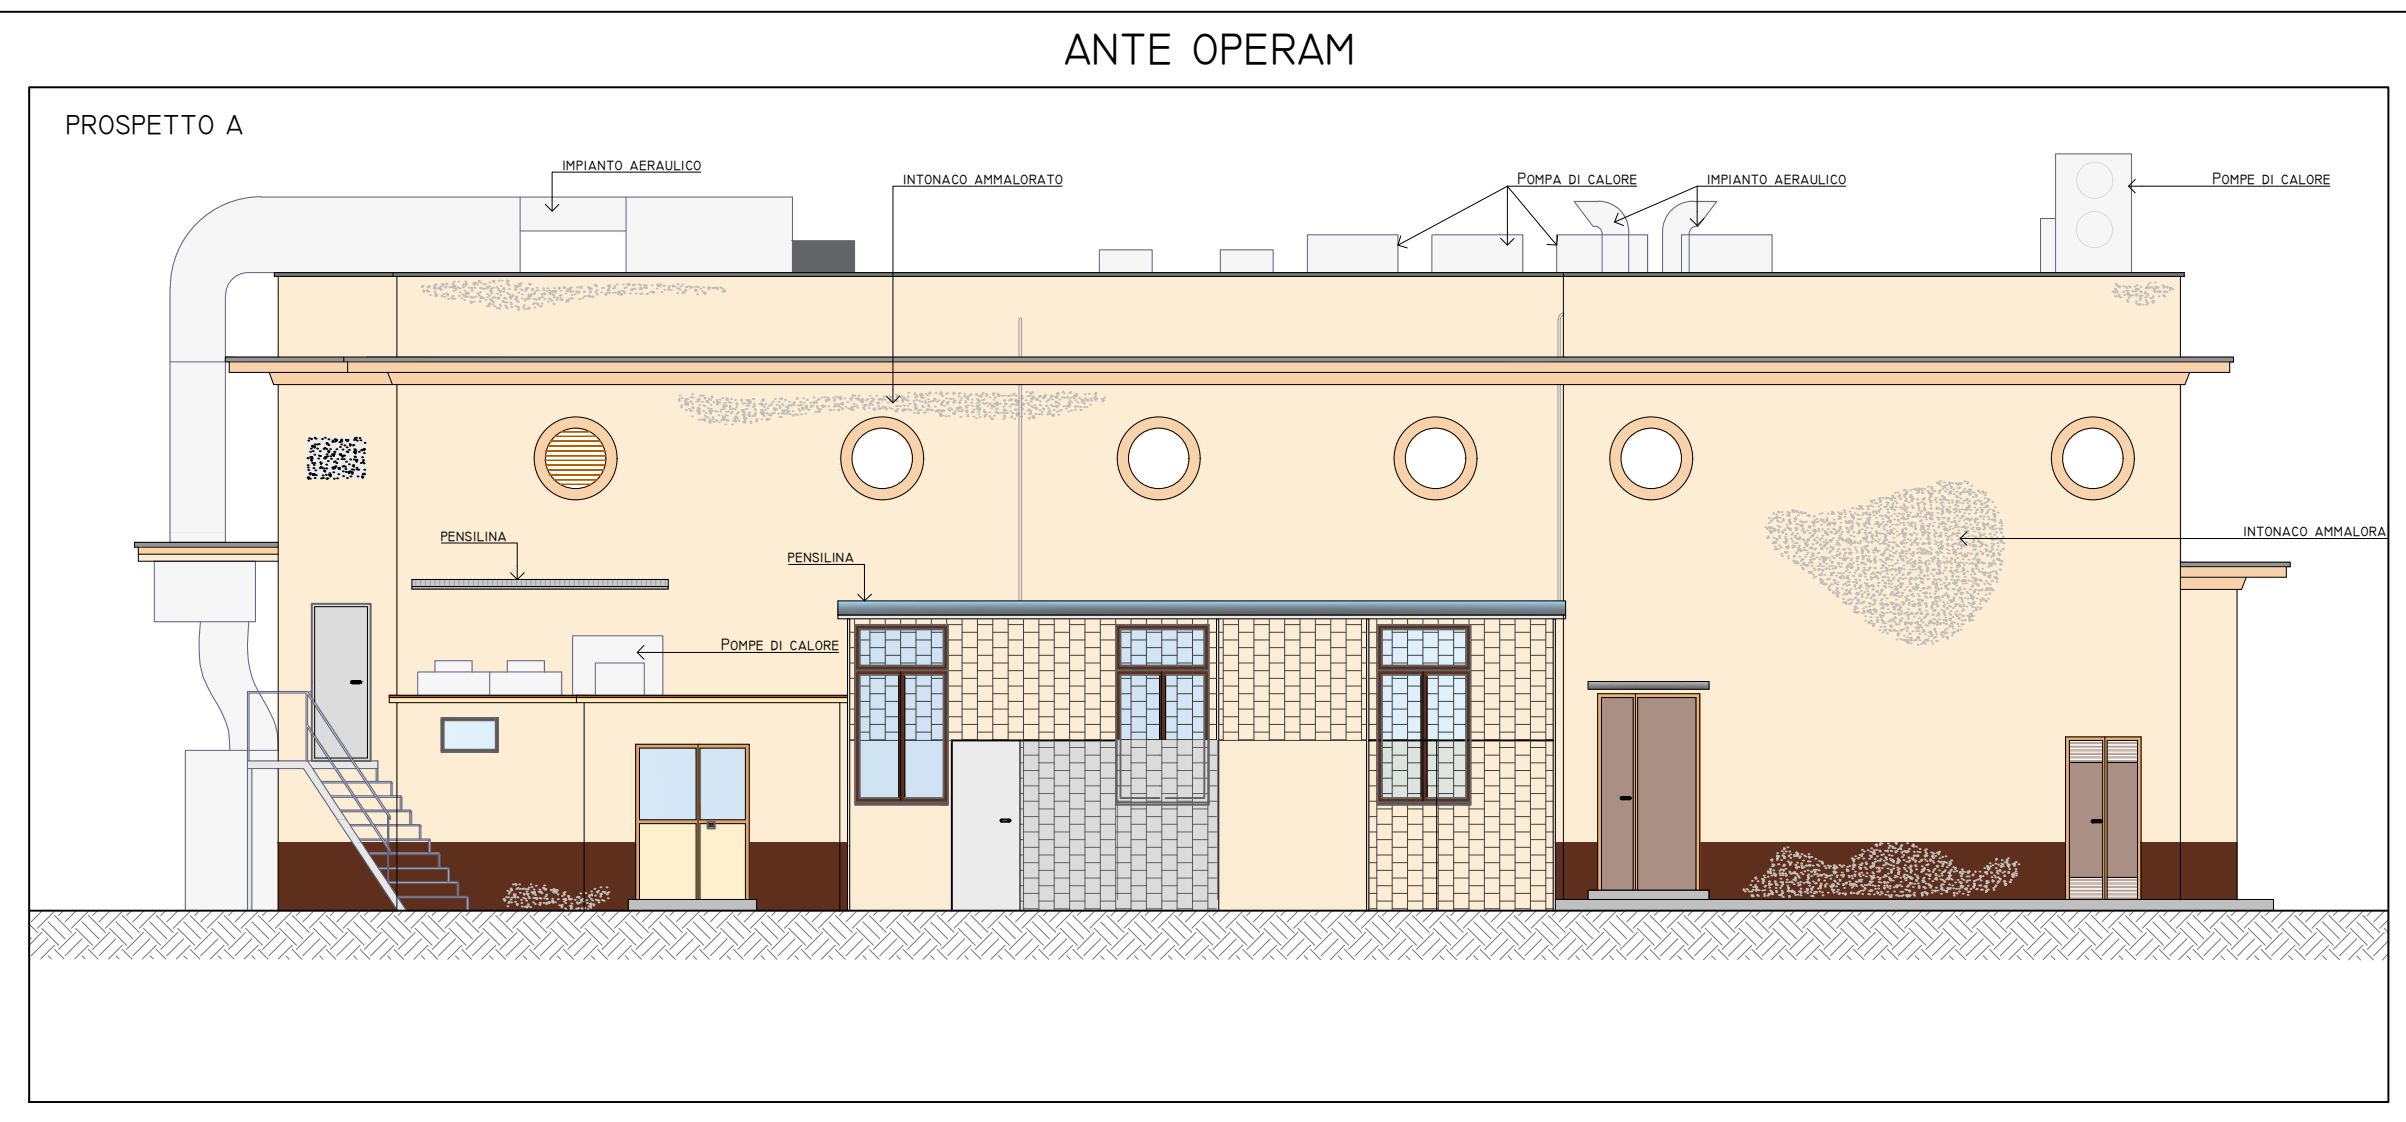 ANTE OPERAM
PROSPETTO A
IMPIANTO AERAULICO
INTONACO AMMALORATO
POMPA DI CALORE
IMPIANTO AERAULICO
POMPE DI CALORE
INTONACO AMMALORA
PENSILINA
PENSILINA
POMPE DI CALORE